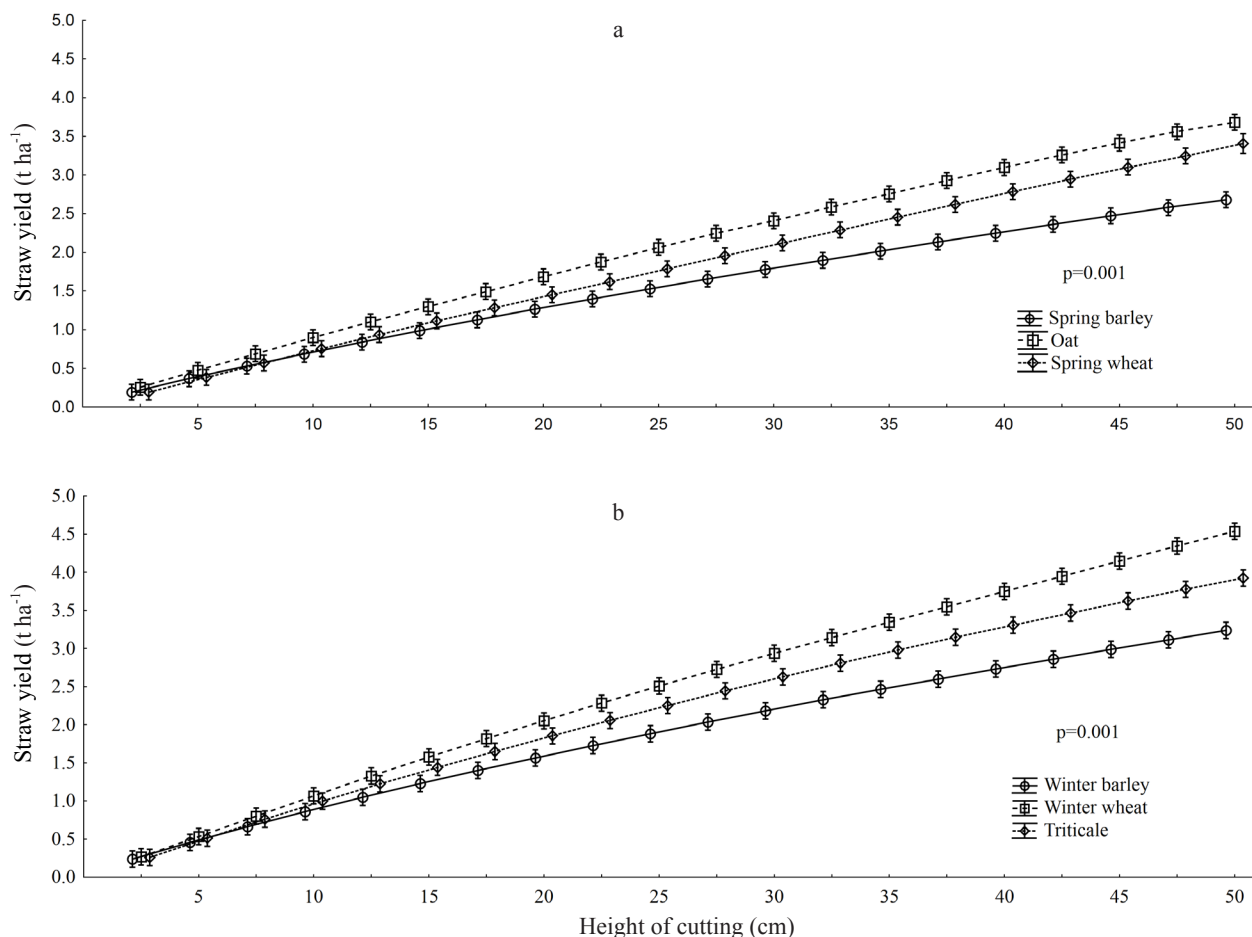 a
5.0
4.5
4.0
3.5
3.0
2.5
2.0
1.5
1.0
0.5
0.0
Straw yield (t ha⁻¹)
p=0.001
Spring barley
Oat
Spring wheat
5 10 15 20 25 30 35 40 45 50
b
5.0
4.5
4.0
3.5
3.0
2.5
2.0
1.5
1.0
0.5
0.0
Straw yield (t ha⁻¹)
p=0.001
Winter barley
Winter wheat
Triticale
5 10 15 20 25 30 35 40 45 50
Height of cutting (cm)